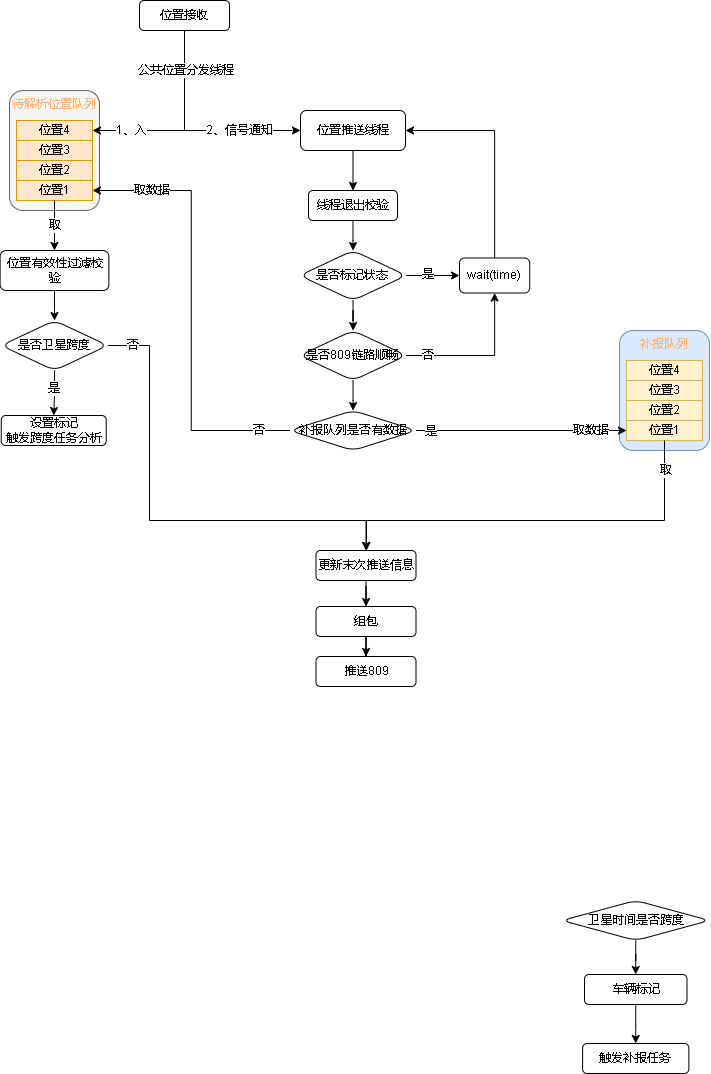 位置接收
公共位置分发线程
待解析位置队列
位置4
位置3
位置2
位置1
1、入
2、信号通知
位置推送线程
取数据
线程退出校验
取
位置有效性过滤校
验
是否标记状态
是
wait(time)
是否卫星跨度
否
是否809链路顺畅
否
补报队列
位置4
位置3
位置2
位置1
是
设置标记
触发跨度任务分析
否
补报队列是否有数据
是
取数据
取
更新末次推送信息
组包
推送809
卫星时间是否跨度
车辆标记
触发补报任务